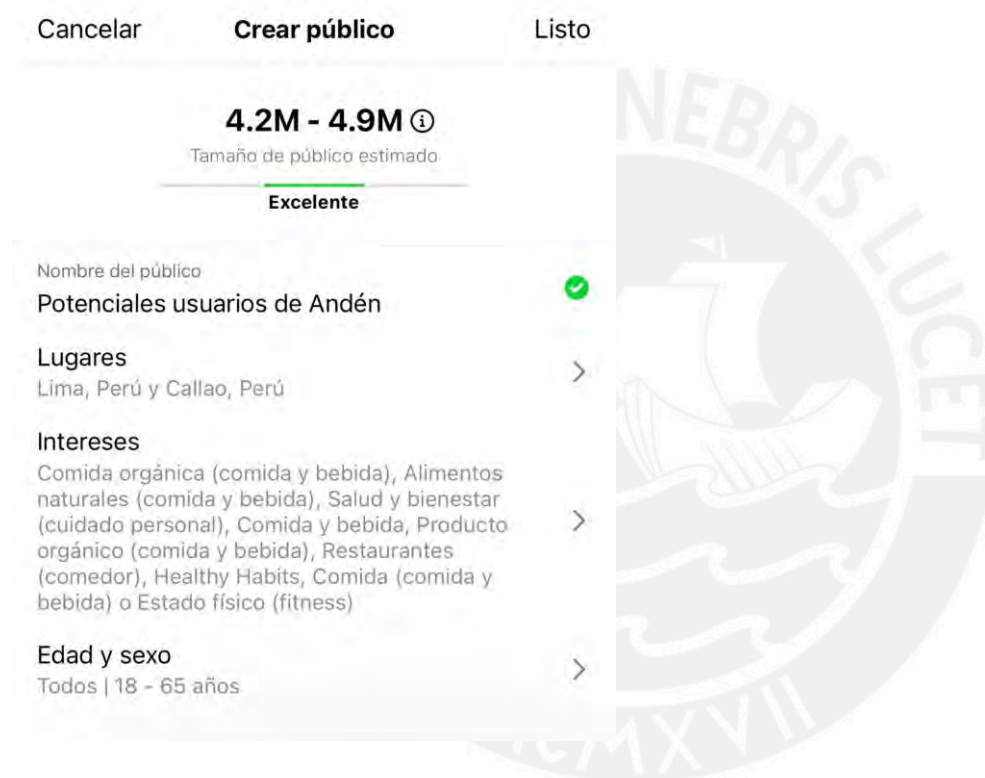 Cancelar Crear público Listo
4.2M - 4.9M
Tamaño de público estimado
Excelente
Nombre del público
Potenciales usuarios de Andén
Lugares
Lima, Perú y Callao, Perú
Intereses
Comida orgánica (comida y bebida), Alimentos
naturales (comida y bebida), Salud y bienestar
(cuidado personal), Comida y bebida, Producto
orgánico (comida y bebida), Restaurantes
(comedor), Healthy Habits, Comida (comida y
bebida) o Estado físico (fitness)
Edad y sexo
Todos | 18 - 65 años
NEBRIS LUCET
MXVII